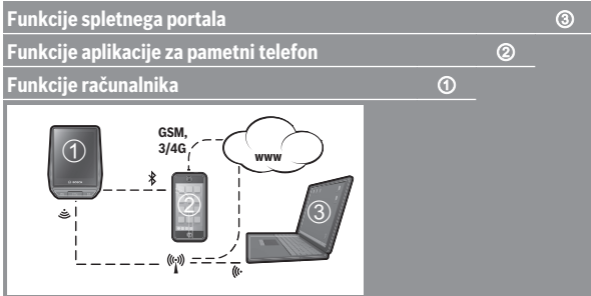 Funkcije spletnega portala ③
Funkcije aplikacije za pametni telefon ②
Funkcije računalnika ①
GSM,
3/4G
www
①
②
③